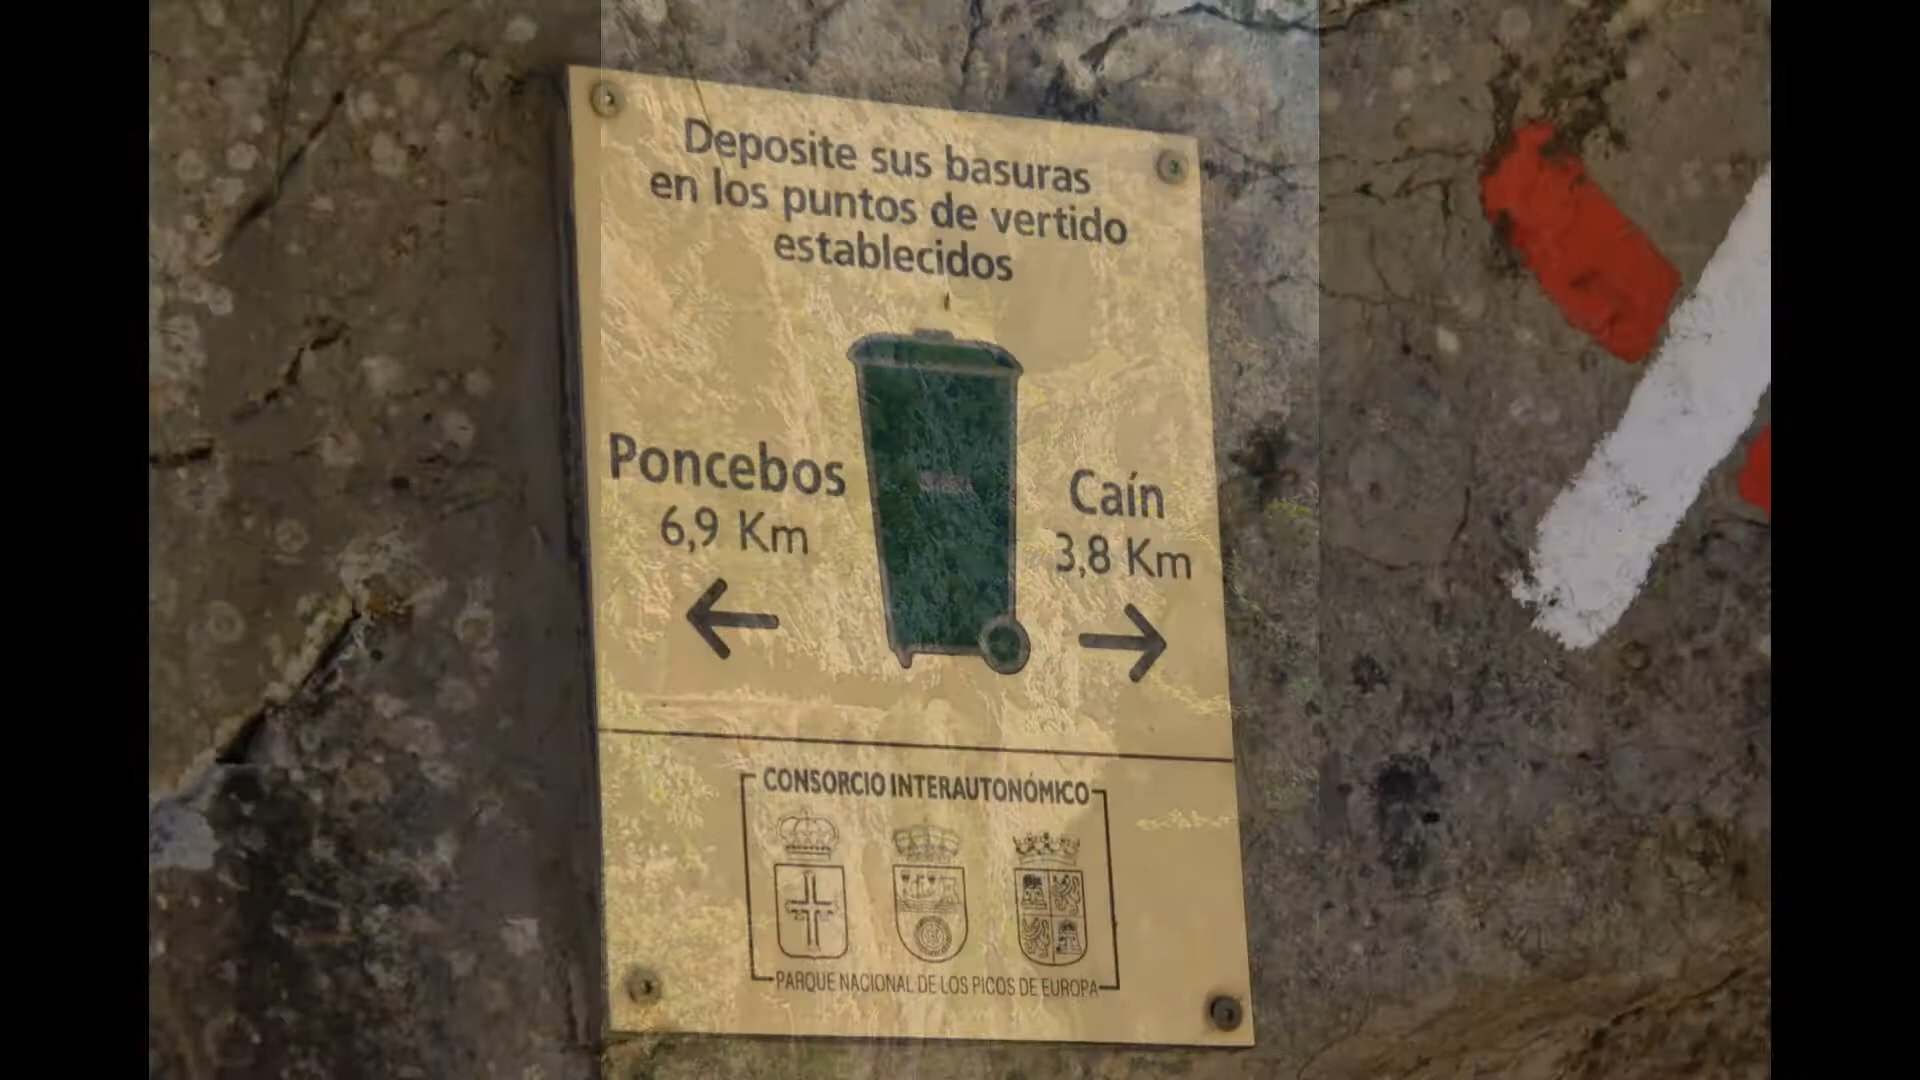 Deposite sus basuras
en los puntos de vertido
establecidos
Poncebos
6,9 Km
Caín
3,8 Km
CONSORCIO INTERAUTONÓMICO
PARQUE NACIONAL DE LOS PICOS DE EUROPA